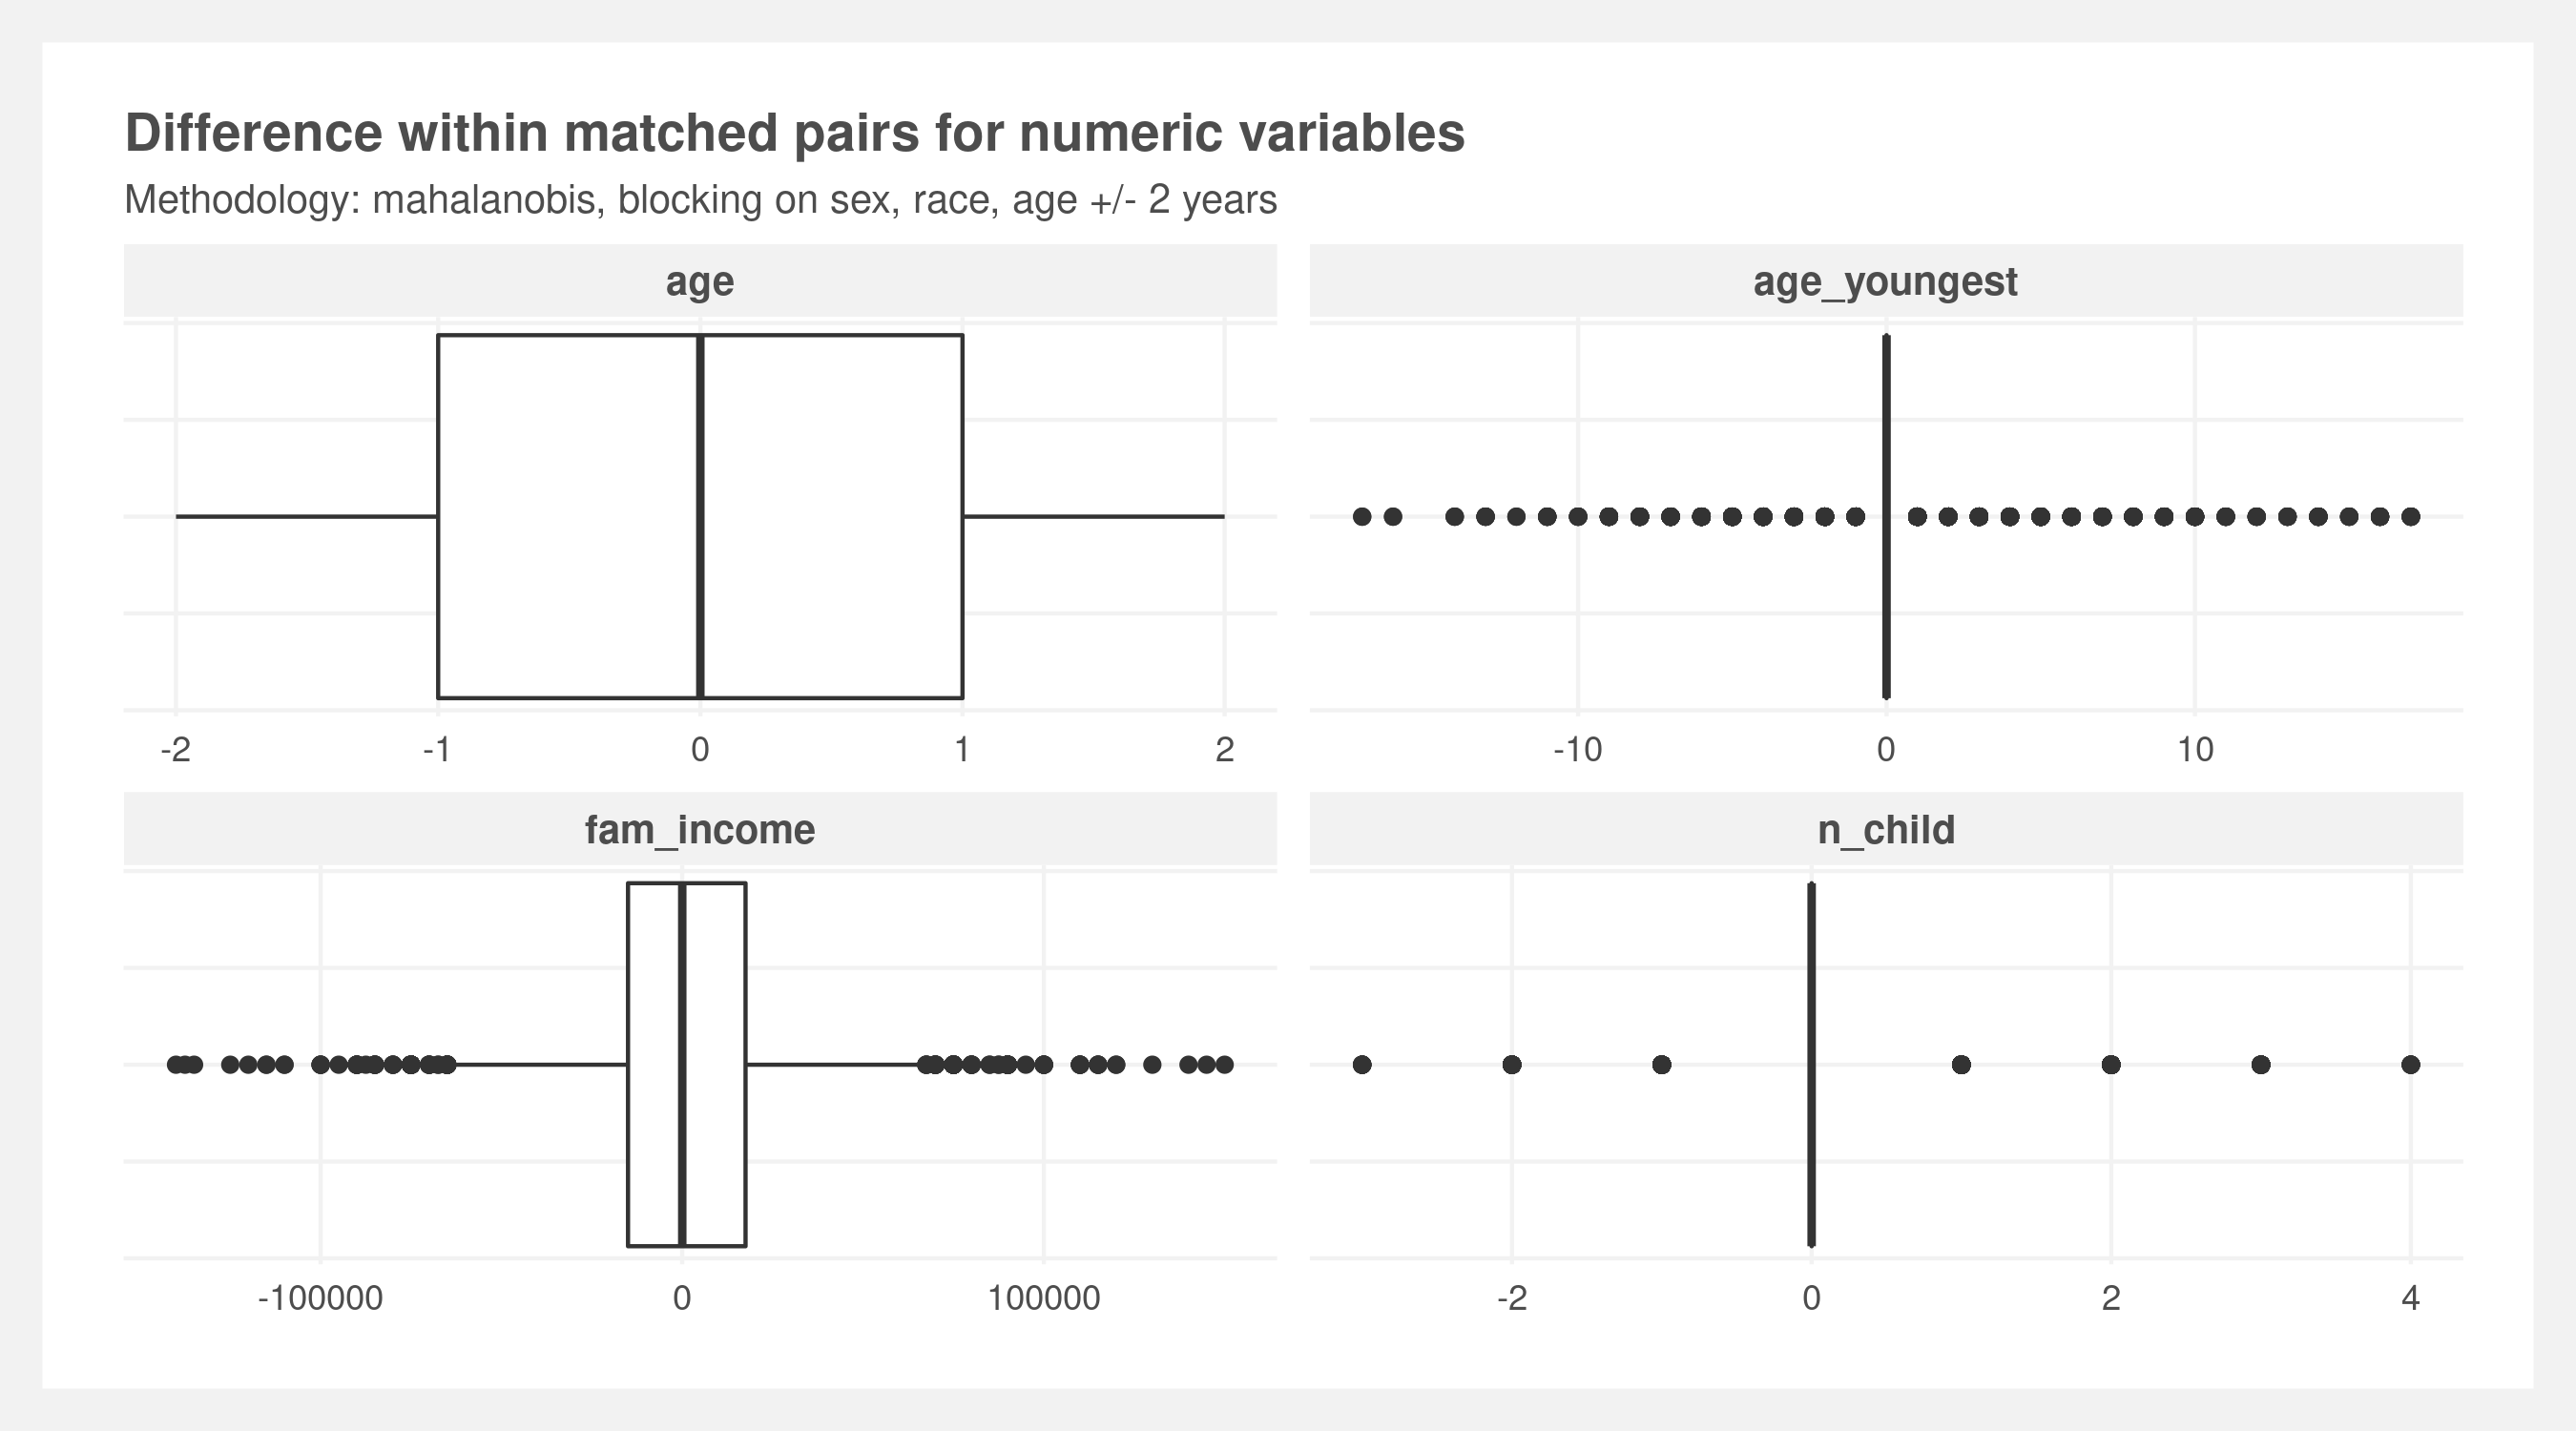 Difference within matched pairs for numeric variables
Methodology: mahalanobis, blocking on sex, race, age +/- 2 years
age
age_youngest
-2 -1 0 1 2
-10 0 10
fam_income
n_child
-100000 0 100000
-2 0 2 4